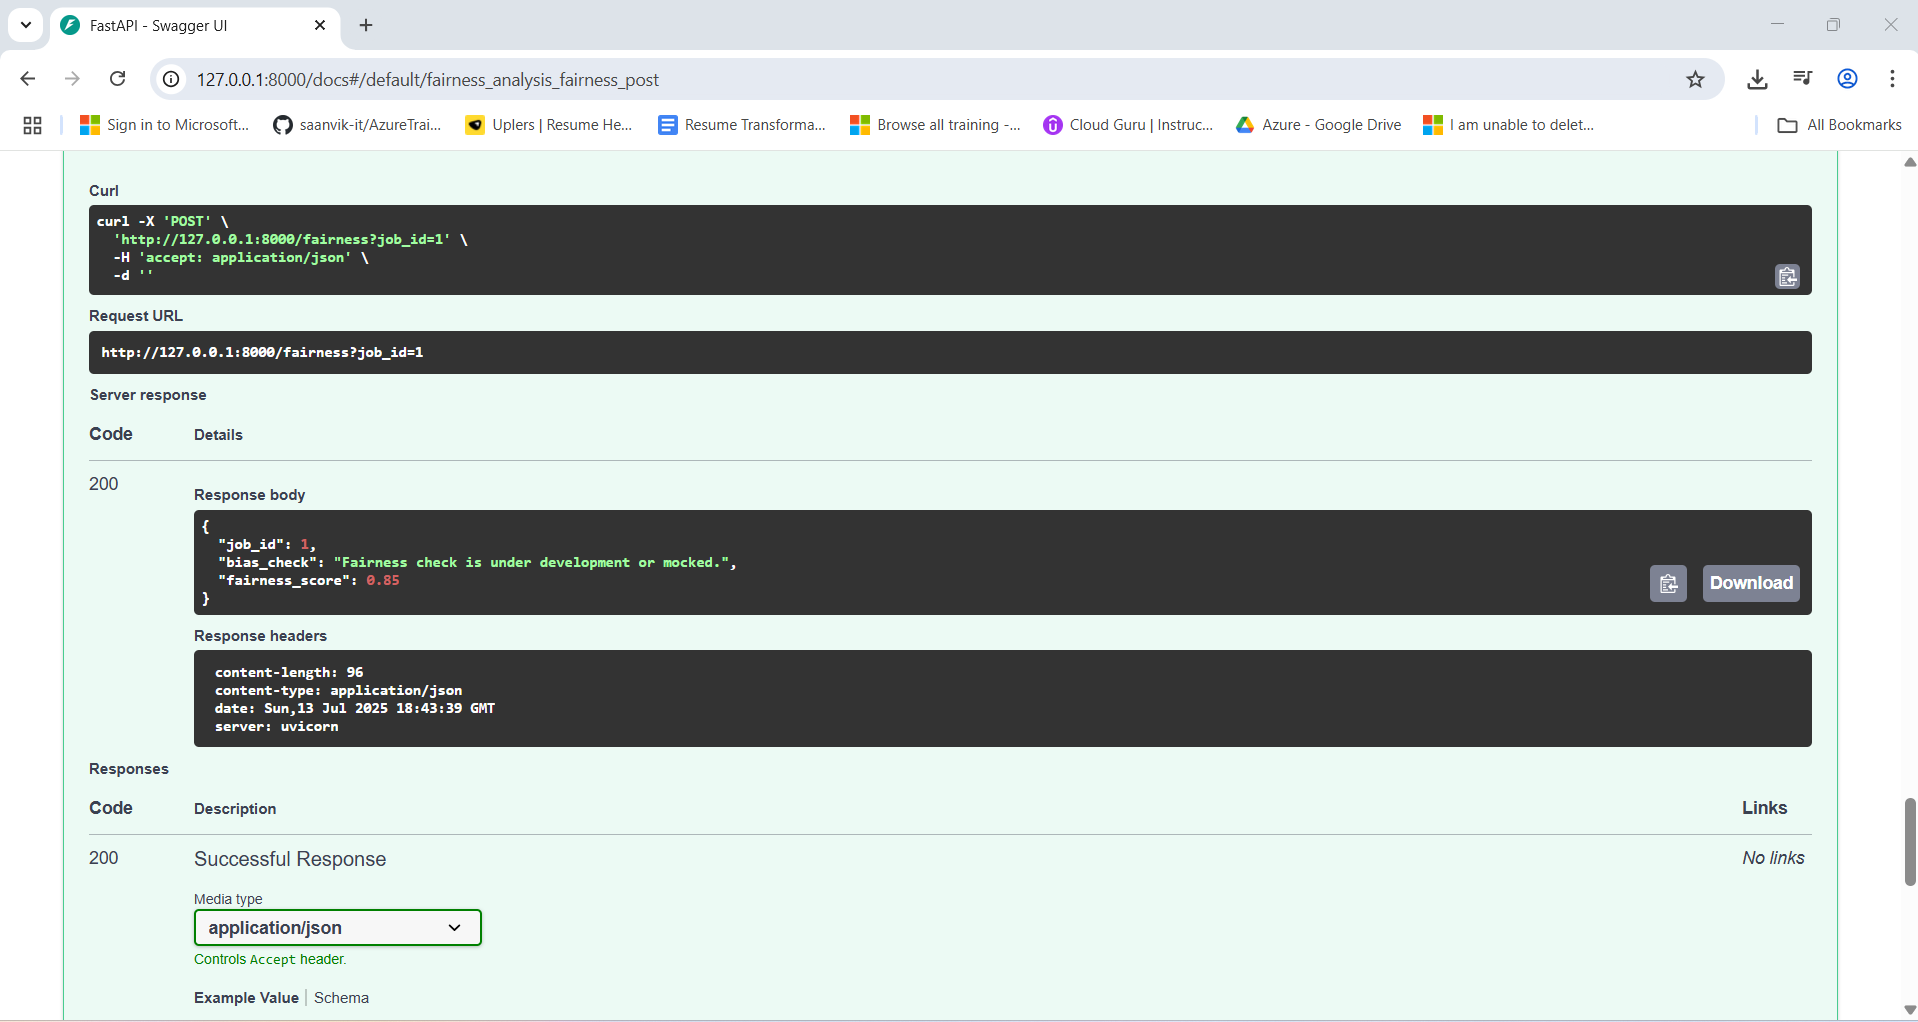 FastAPI - Swagger UI
127.0.0.1:8000/docs#/default/fairness_analysis_fairness_post
Sign in to Microsoft... saanvik-it/AzureTrai... Uplers | Resume He... Resume Transforma... Browse all training -... Cloud Guru | Instruc... Azure - Google Drive I am unable to delet... All Bookmarks
Curl
curl -X 'POST' \
'http://127.0.0.1:8000/fairness?job_id=1' \
-H 'accept: application/json' \
-d ''
Request URL
http://127.0.0.1:8000/fairness?job_id=1
Server response
Code Details
200
Response body
{
"job_id": 1,
"bias_check": "Fairness check is under development or mocked.",
"fairness_score": 0.85
}
Download
Response headers
content-length: 96
content-type: application/json
date: Sun,13 Jul 2025 18:43:39 GMT
server: uvicorn
Responses
Code Description Links
200 Successful Response No links
Media type
application/json
Controls Accept header.
Example Value | Schema